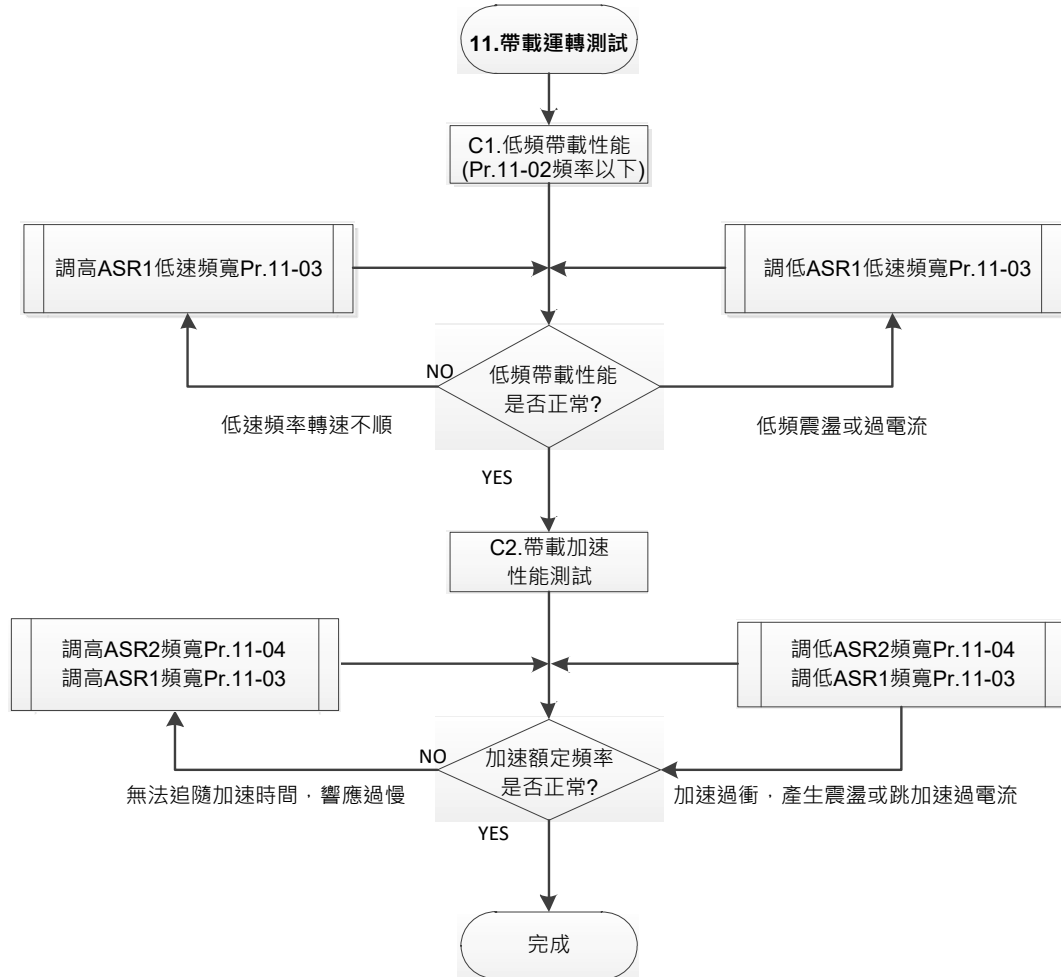 11.帶載運轉測試
C1.低頻帶載性能
(Pr.11-02頻率以下)
調高ASR1低速頻寬Pr.11-03
調低ASR1低速頻寬Pr.11-03
NO
低頻帶載性能
是否正常?
低速頻率轉速不順
低頻震盪或過電流
YES
C2.帶載加速
性能測試
調高ASR2頻寬Pr.11-04
調高ASR1頻寬Pr.11-03
調低ASR2頻寬Pr.11-04
調低ASR1頻寬Pr.11-03
NO
加速額定頻率
是否正常?
無法追隨加速時間，響應過慢
加速過衝，產生震盪或跳加速過電流
YES
完成